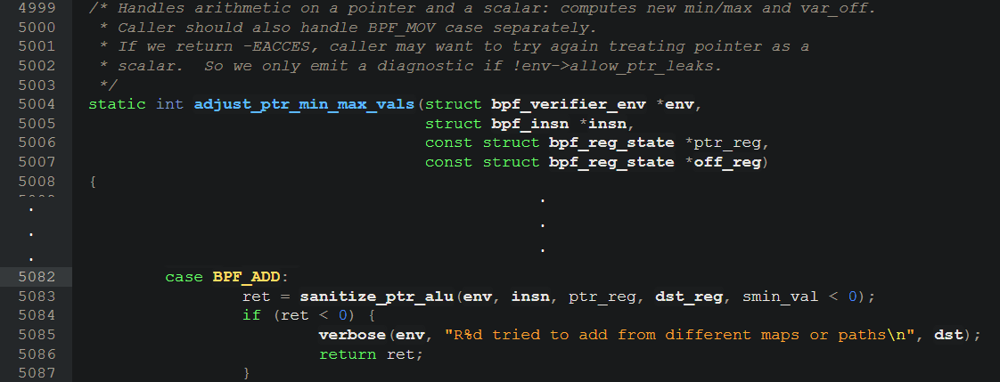 4999 /* Handles arithmetic on a pointer and a scalar: computes new min/max and var_off.
5000 * Caller should also handle BPF_MOV case separately.
5001 * If we return -EACCES, caller may want to try again treating pointer as a
5002 * scalar.  So we only emit a diagnostic if !env->allow_ptr_leaks.
5003 */
5004 static int adjust_ptr_min_max_vals(struct bpf_verifier_env *env,
5005 struct bpf_insn *insn,
5006 const struct bpf_reg_state *ptr_reg,
5007 const struct bpf_reg_state *off_reg)
5008 {
. .
. .
. .
5082 case BPF_ADD:
5083 ret = sanitize_ptr_alu(env, insn, ptr_reg, dst_reg, smin_val < 0);
5084 if (ret < 0) {
5085 verbose(env, "R%d tried to add from different maps or paths\n", dst);
5086 return ret;
5087 }